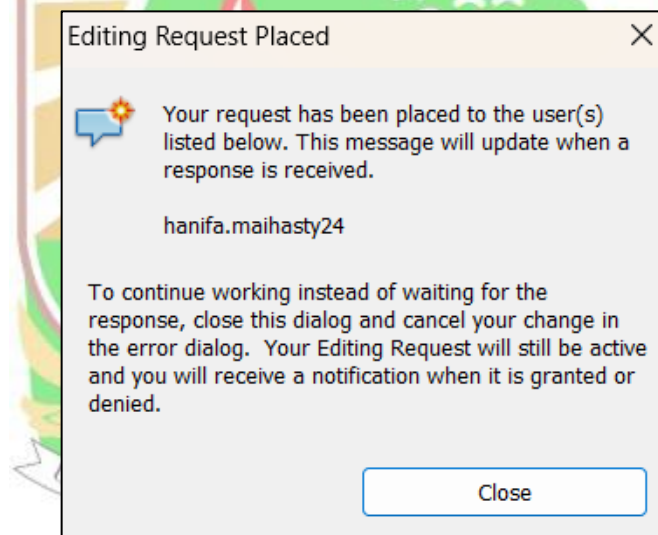 Editing Request Placed
Your request has been placed to the user(s)
listed below. This message will update when a
response is received.
hanifa.maihasty24
To continue working instead of waiting for the
response, close this dialog and cancel your change in
the error dialog.  Your Editing Request will still be active
and you will receive a notification when it is granted or
denied.
Close